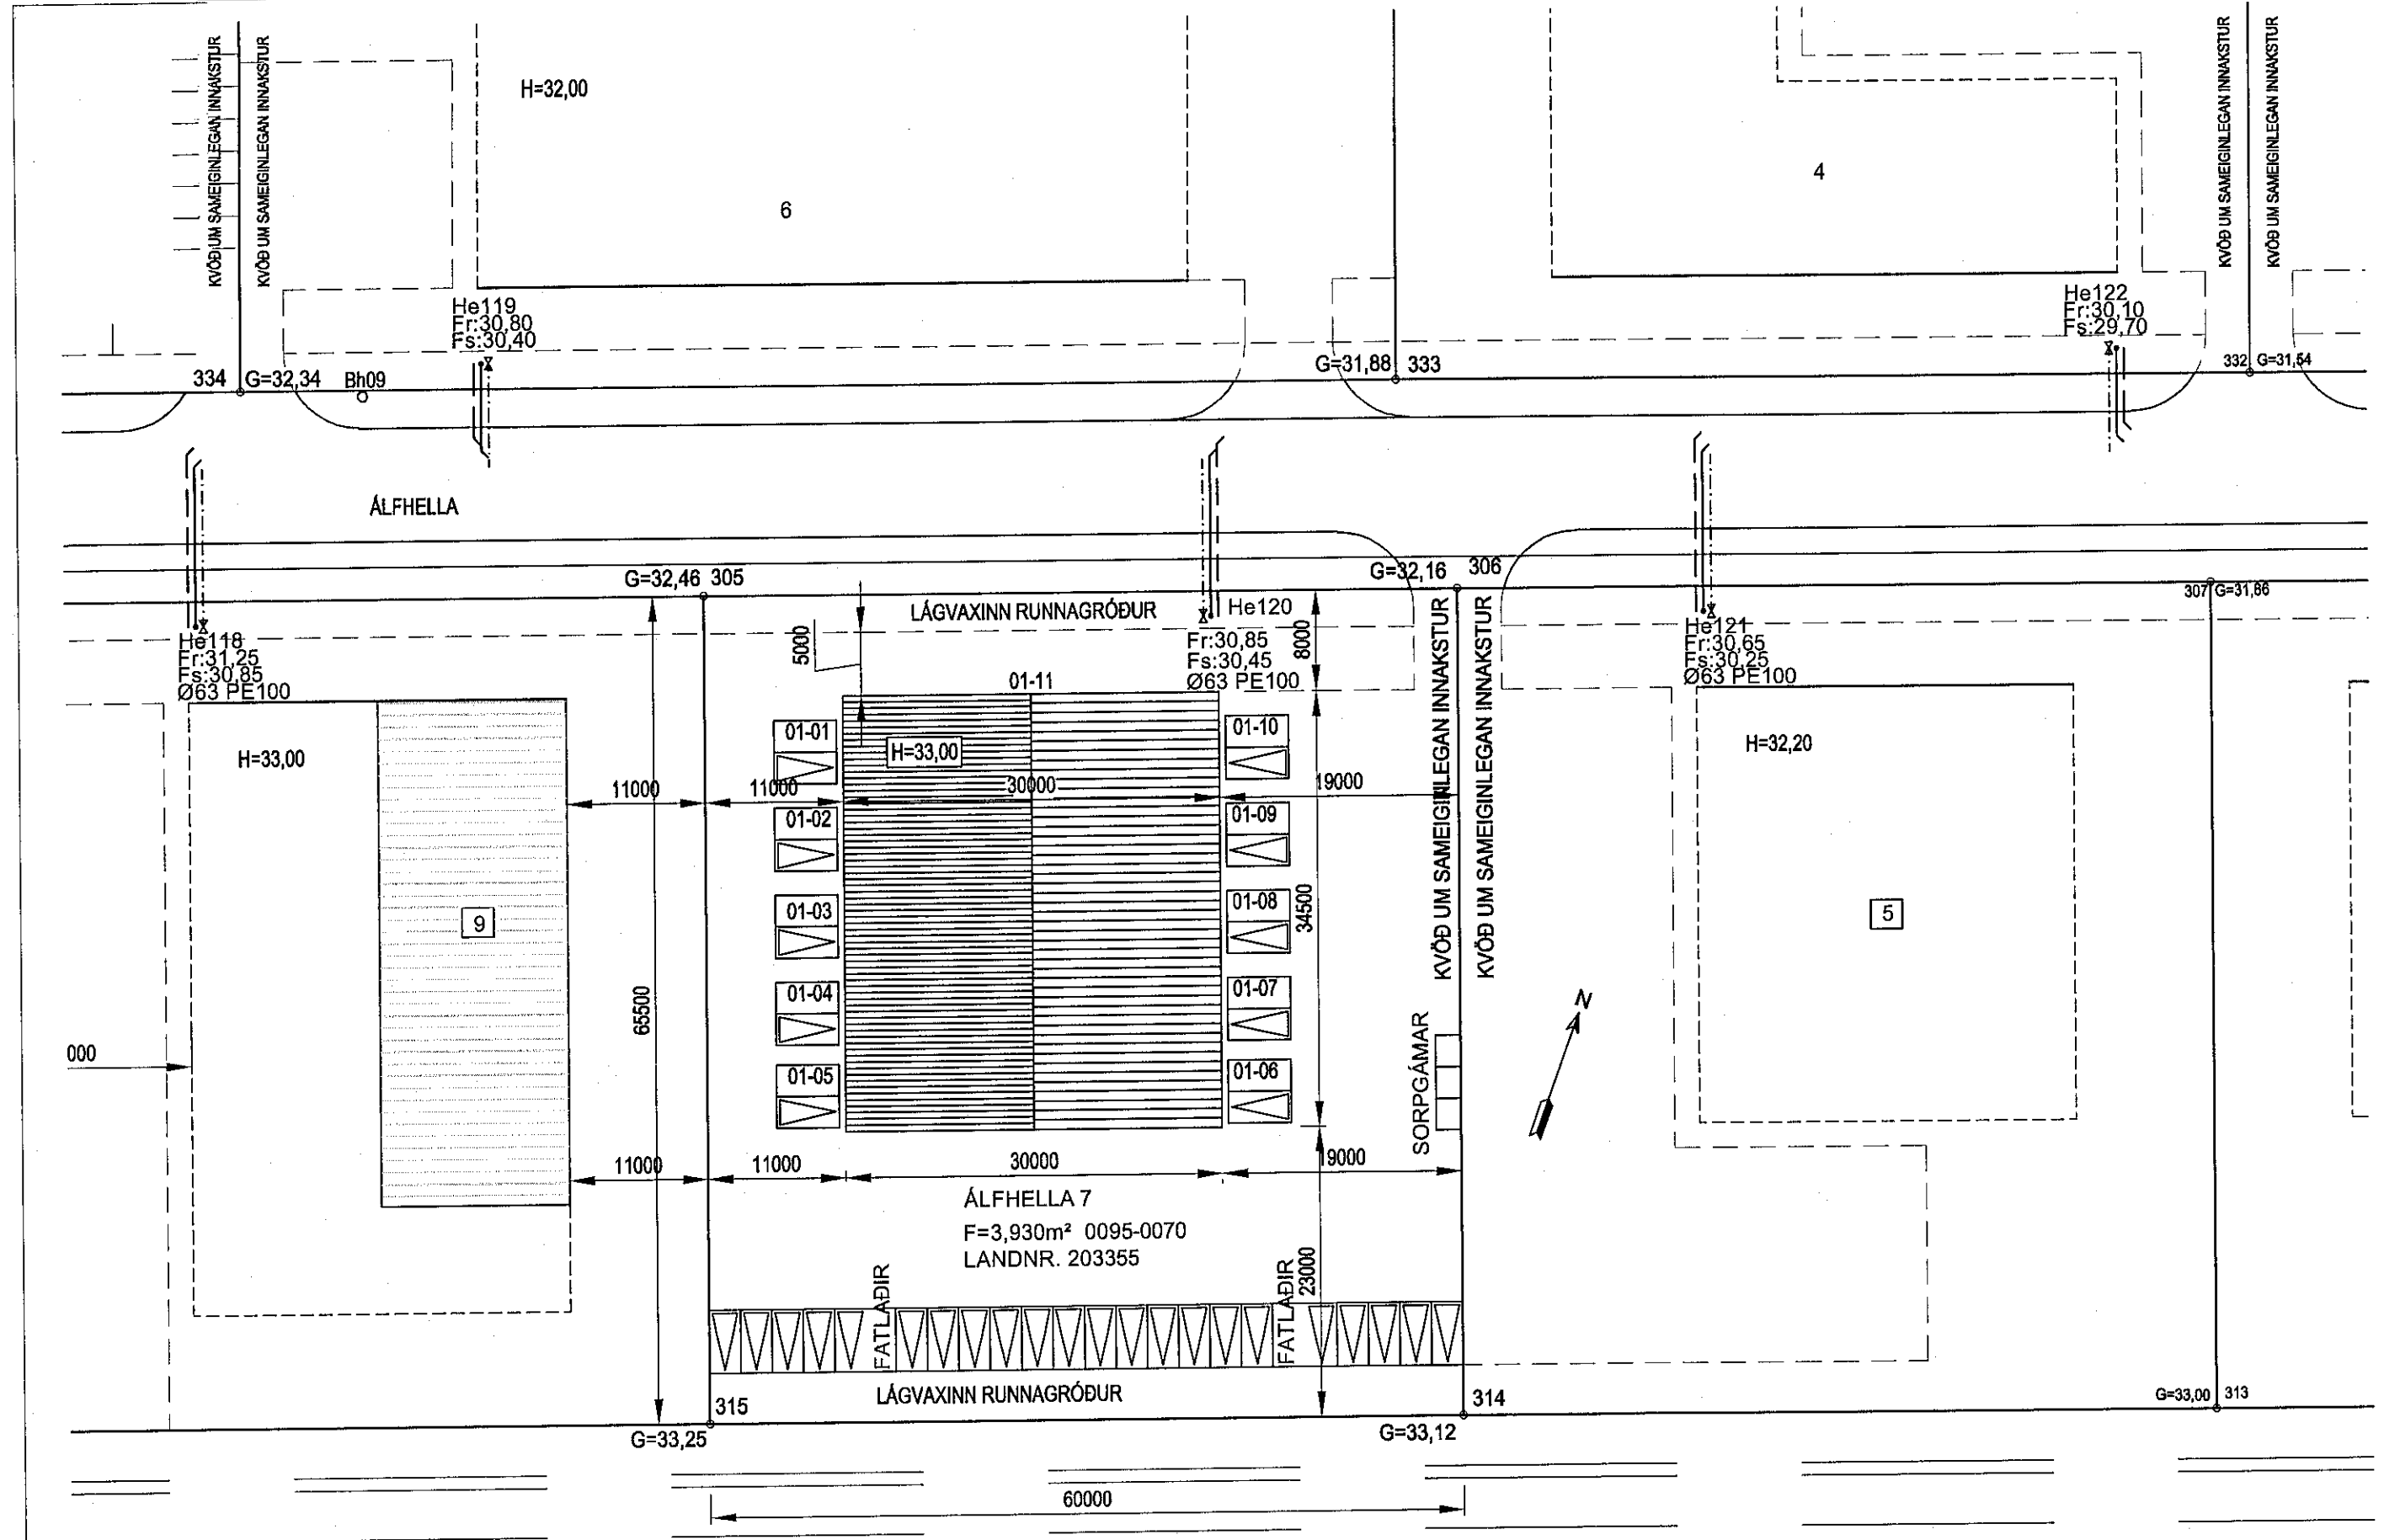 KVÖÐ UM SAMEIGINLEGAN INNAKSTUR
KVÖÐ UM SAMEIGINLEGAN INNAKSTUR
H=32,00
6
4
KVÖÐ UM SAMEIGINLEGAN INNAKSTUR
KVÖÐ UM SAMEIGINLEGAN INNAKSTUR
He119
Fr:30,80
Fs:30,40
He122
Fr:30,10
Fs:29,70
334 G=32,34 Bh09
G=31,88 333
332 G=31,54
ÁLFHELLA
G=32,46 305
G=32,16 306
307 G=31,86
LÁGVAXINN RUNNAGRÓÐUR
He118
Fr:31,25
Fs:30,85
Ø63 PE100
5000
He120
Fr:30,85
Fs:30,45
Ø63 PE100
8000
He121
Fr:30,65
Fs:30,25
Ø63 PE100
KVÖÐ UM SAMEIGINLEGAN INNAKSTUR
KVÖÐ UM SAMEIGINLEGAN INNAKSTUR
01-11
H=33,00
01-01
H=33,00
01-10
H=32,20
11000
11000
30000
19000
01-02
01-09
01-03
01-08
9
34500
5
01-04
01-07
65500
000
01-05
01-06
SORPGÁMAR
N
11000
11000
30000
19000
ÁLFHELLA 7
F=3,930m² 0095-0070
LANDNR. 203355
23000
FATLAÐIR
FATLAÐIR
LÁGVAXINN RUNNAGRÓÐUR
315
314
G=33,00 313
G=33,25
G=33,12
60000